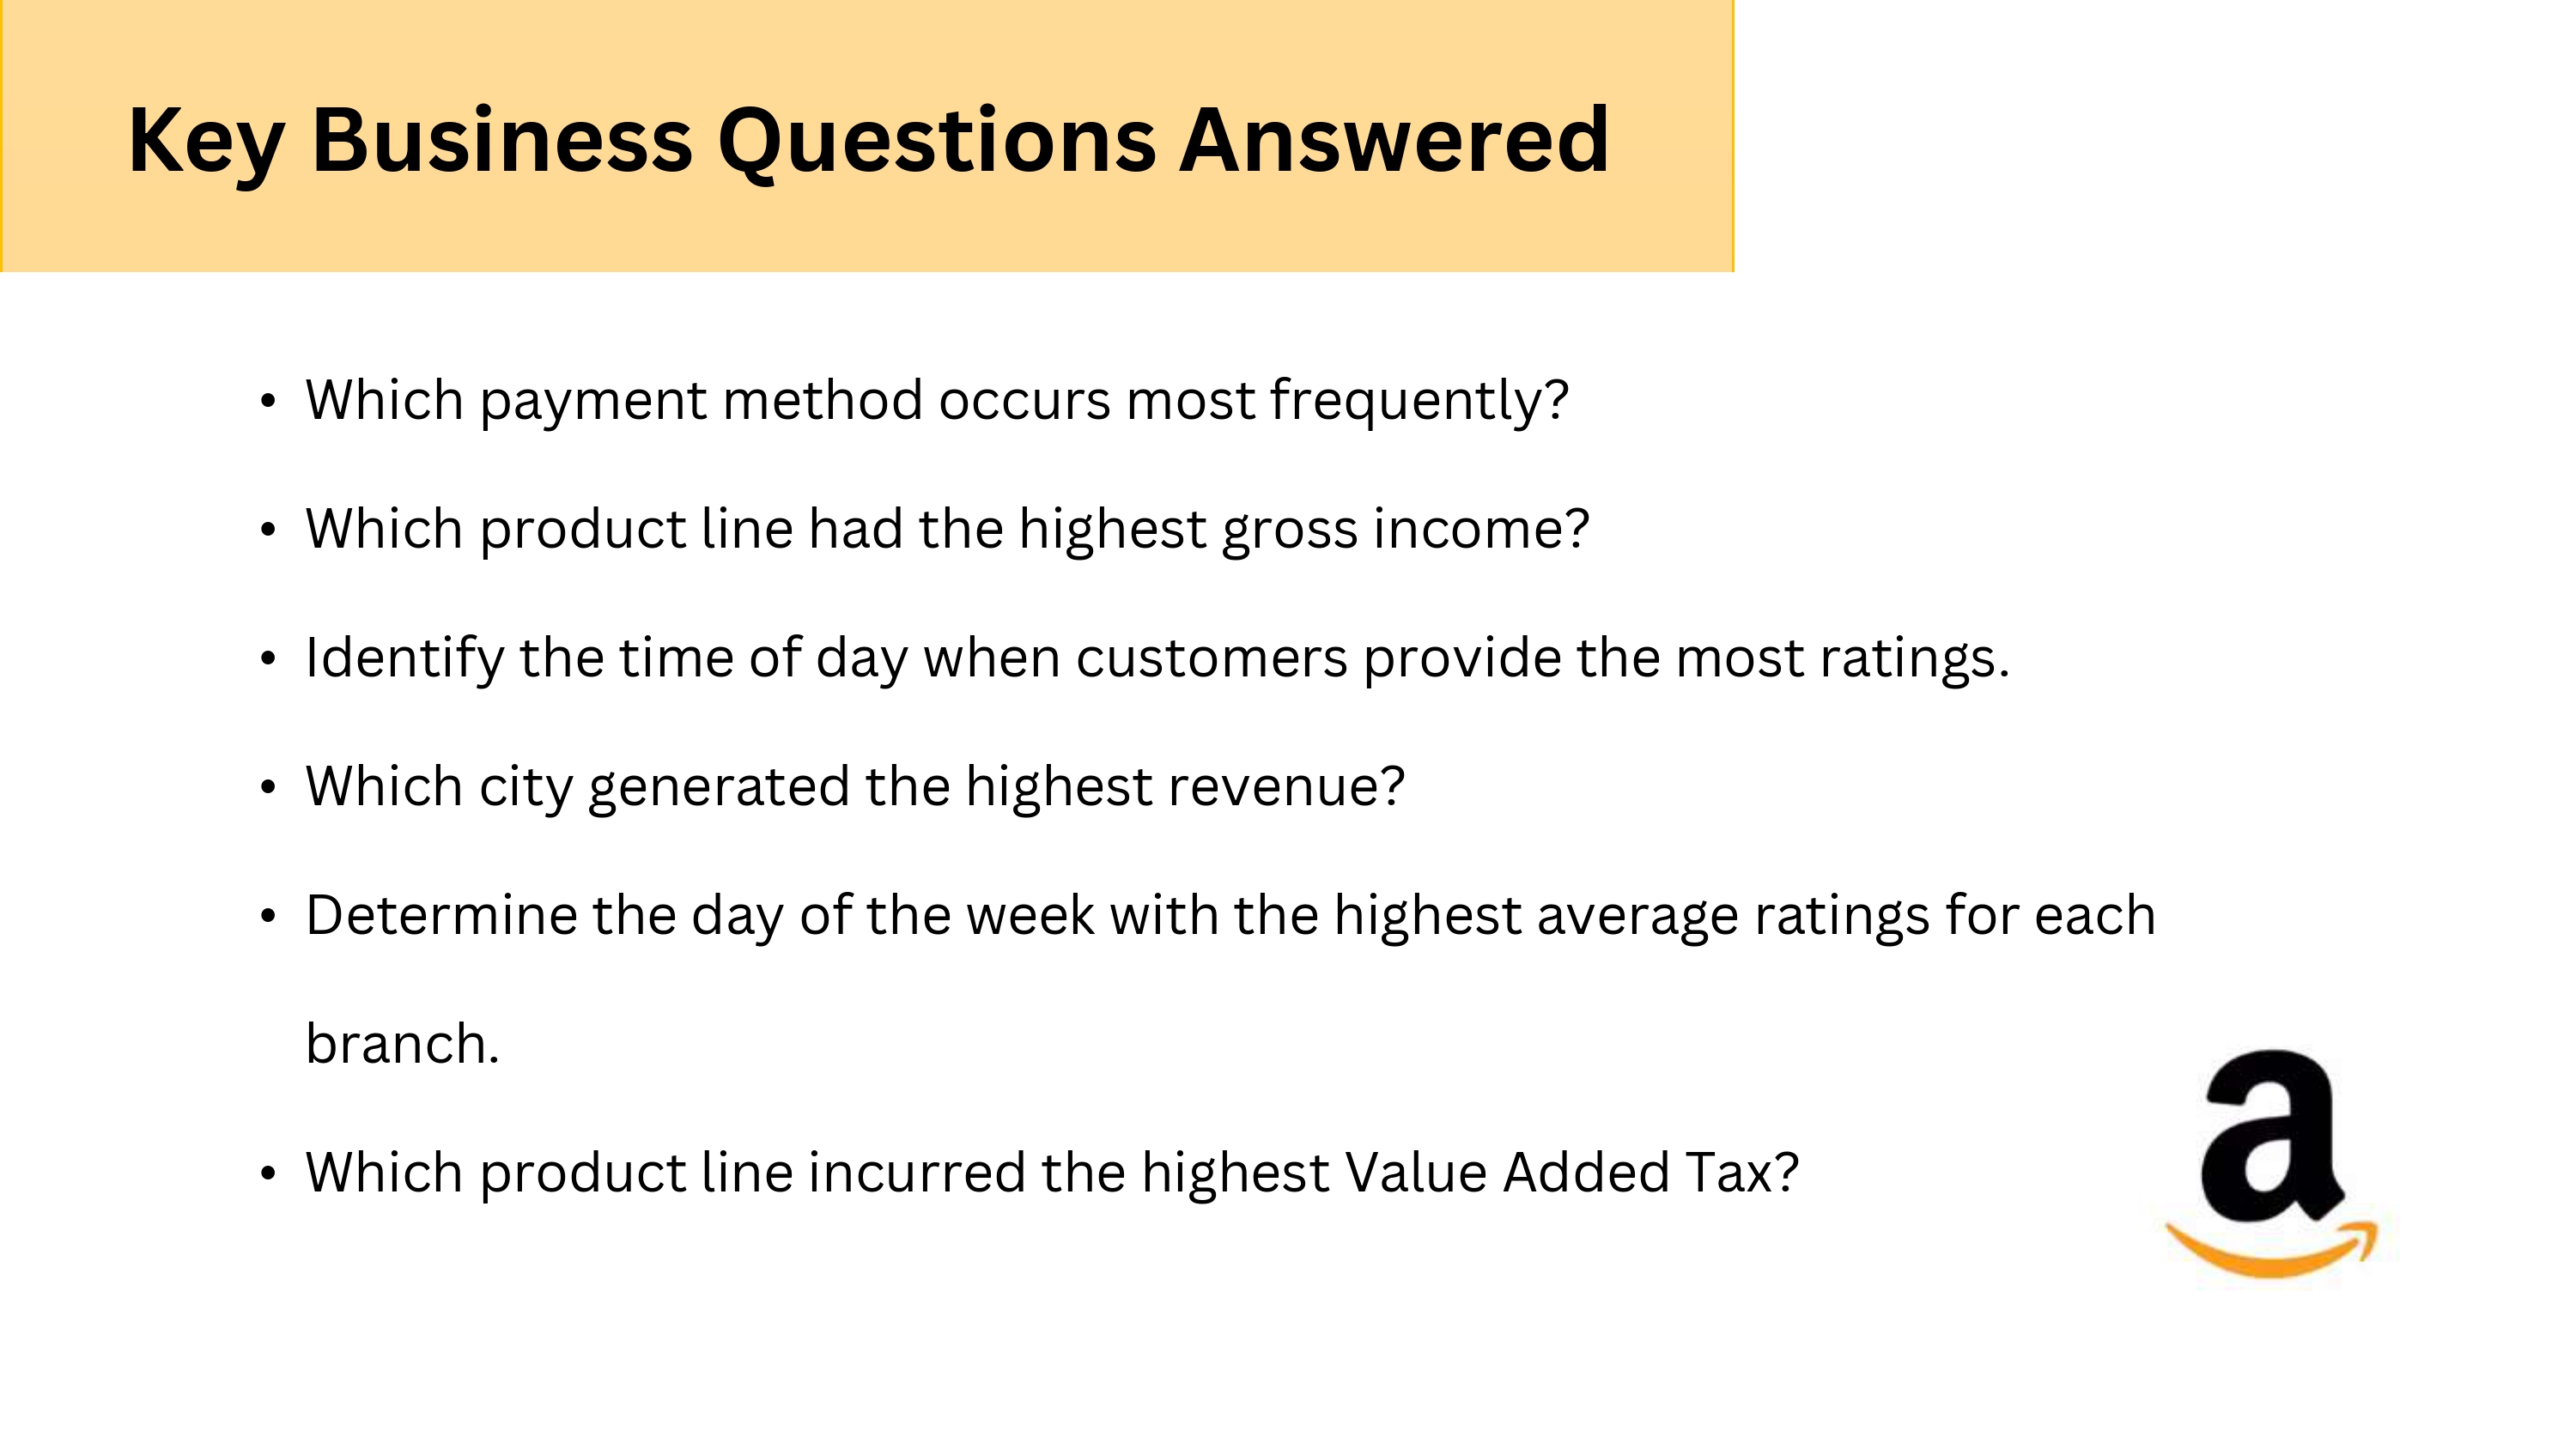 Key Business Questions Answered
• Which payment method occurs most frequently?
• Which product line had the highest gross income?
• Identify the time of day when customers provide the most ratings.
• Which city generated the highest revenue?
• Determine the day of the week with the highest average ratings for each
branch.
• Which product line incurred the highest Value Added Tax?
a